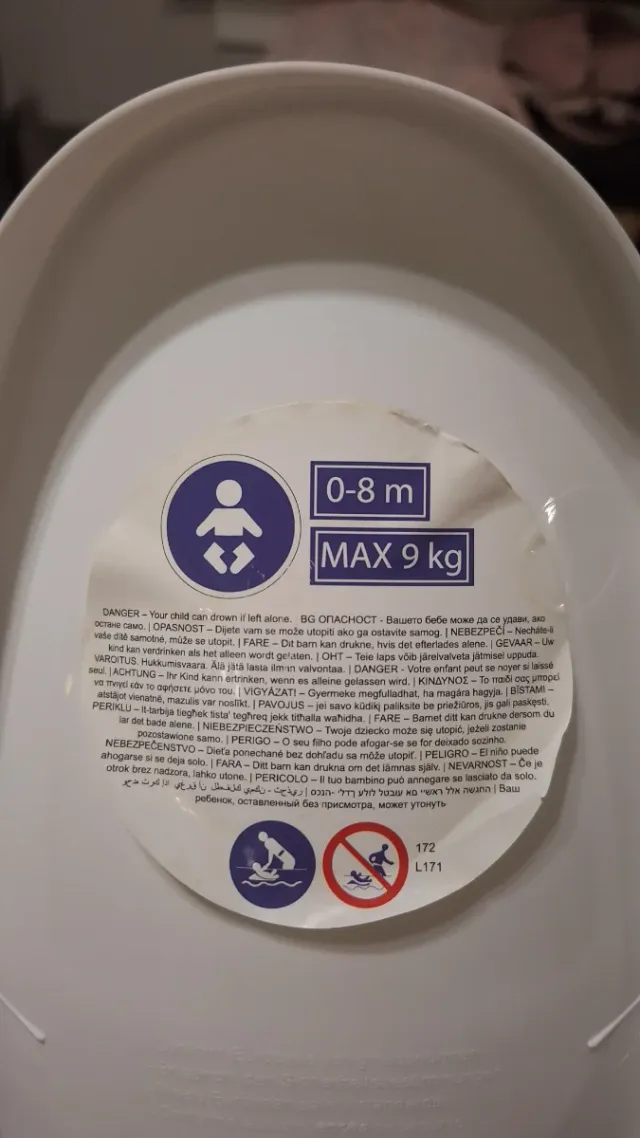 0-8 m
MAX 9 kg
DANGER – Your child can drown if left alone. BG ОПАСНОСТ - Вашето бебе може да се удави, ако
остане само. | OPASNOST – Dijete vam se može utopiti ako ga ostavite samog. | NEBEZPEČÍ – Necháte-li
vaše dítě samotné, může se utopit. | FARE – Dit barn kan drukne, hvis det efterlades alene. | GEVAAR – Uw
kind kan verdrinken als het alleen wordt gelaten. | OHT – Teie laps võib järelvalveta jätmisel uppuda.
VAROITUS. Hukkumisvaara. Älä jätä lasta ilman valvontaa. | DANGER - Votre enfant peut se noyer si laissé
seul. | ACHTUNG – Ihr Kind kann ertrinken, wenn es alleine gelassen wird. | ΚΙΝΔΥΝΟΣ – Το παιδί σας μπορεί
να πνιγεί εάν το αφήσετε μόνο του. | VIGYÁZAT! – Gyermeke megfulladhat, ha magára hagyja. | BĪSTAMI –
atstājot vienatnē, mazulis var noslīkt. | PAVOJUS – jei savo kūdikį paliksite be priežiūros, jis gali paskęsti.
PERIKLU – It-tarbija tiegħek tista' tegħreq jekk titħalla waħidha. | FARE – Barnet ditt kan drukne dersom du
lar det bade alene. | NIEBEZPIECZEŃSTWO – Twoje dziecko może się utopić, jeżeli zostanie
pozostawione samo. | PERIGO – O seu filho pode afogar-se se for deixado sozinho.
NEBEZPEČENSTVO – Dieťa ponechané bez dohľadu sa môže utopiť. | PELIGRO – El niño puede
ahogarse si se deja solo. | FARA – Ditt barn kan drukna om det lämnas själv. | NEVARNOST – Če je
otrok brez nadzora, lahko utone. | PERICOLO – Il tuo bambino può annegare se lasciato da solo.
| Ваш
ребенок, оставленный без присмотра, может утонуть
172
L171